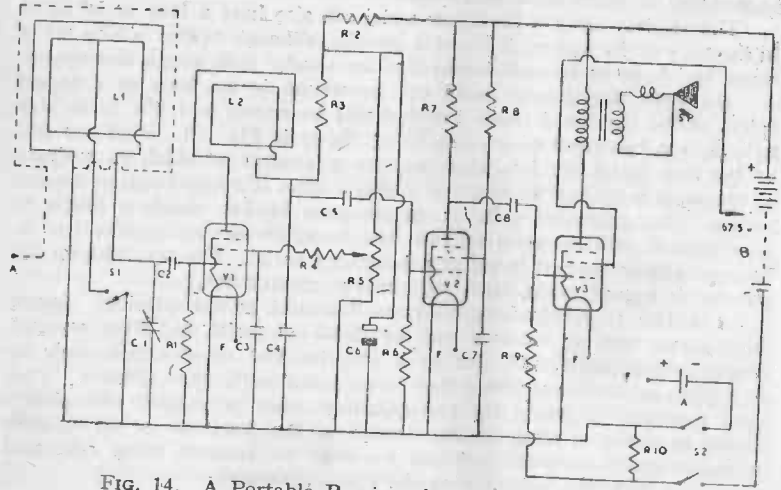 R2
L1
L2
R3
R7
R8
C5
C8
+
67.5 v
B
A
S1
C2
V1
R4
R5
V2
V3
C1
R1
F
C3
C4
C6
R6
F
C7
R9
F
F
+
-
A
S2
R10
FIG. 14. A Portable